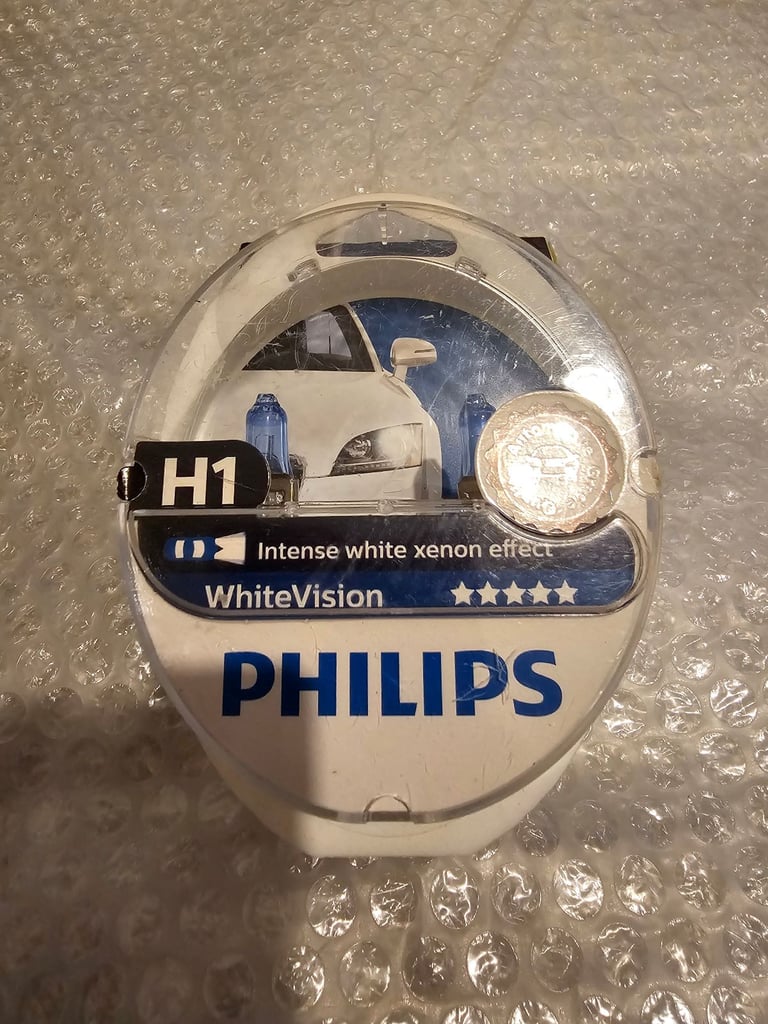 H1
Intense white xenon effect
WhiteVision
PHILIPS